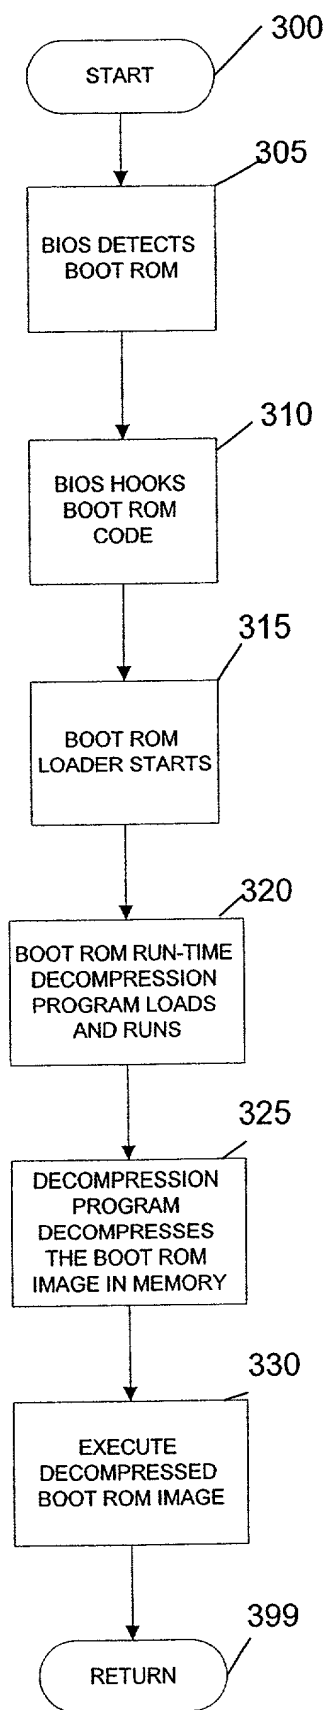 300
START
305
BIOS DETECTS
BOOT ROM
310
BIOS HOOKS
BOOT ROM
CODE
315
BOOT ROM
LOADER STARTS
320
BOOT ROM RUN-TIME
DECOMPRESSION
PROGRAM LOADS
AND RUNS
325
DECOMPRESSION
PROGRAM
DECOMPRESSES
THE BOOT ROM
IMAGE IN MEMORY
330
EXECUTE
DECOMPRESSED
BOOT ROM IMAGE
399
RETURN